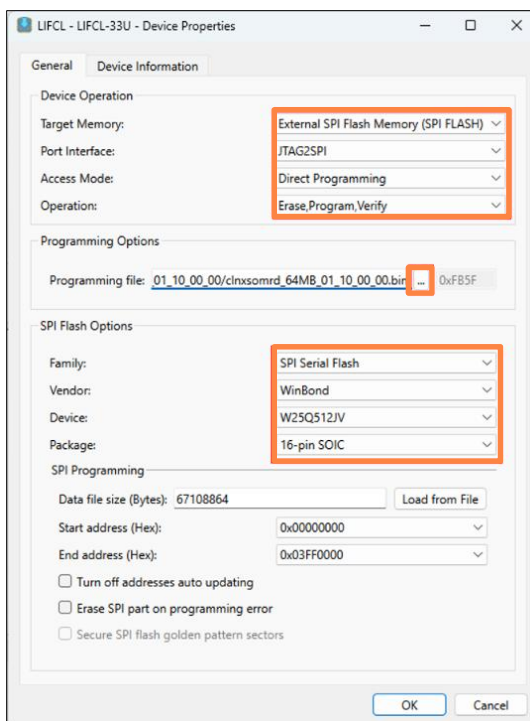 LIFCL - LIFCL-33U - Device Properties
General Device Information
Device Operation
Target Memory: External SPI Flash Memory (SPI FLASH)
Port Interface: JTAG2SPI
Access Mode: Direct Programming
Operation: Erase,Program,Verify
Programming Options
Programming file: _01_10_00_00/clnxsomrd_64MB_01_10_00_00.bin ... 0xFB5F
SPI Flash Options
Family: SPI Serial Flash
Vendor: WinBond
Device: W25Q512JV
Package: 16-pin SOIC
SPI Programming
Data file size (Bytes): 67108864 Load from File
Start address (Hex): 0x00000000
End address (Hex): 0x03FF0000
Turn off addresses auto updating
Erase SPI part on programming error
Secure SPI flash golden pattern sectors
OK Cancel